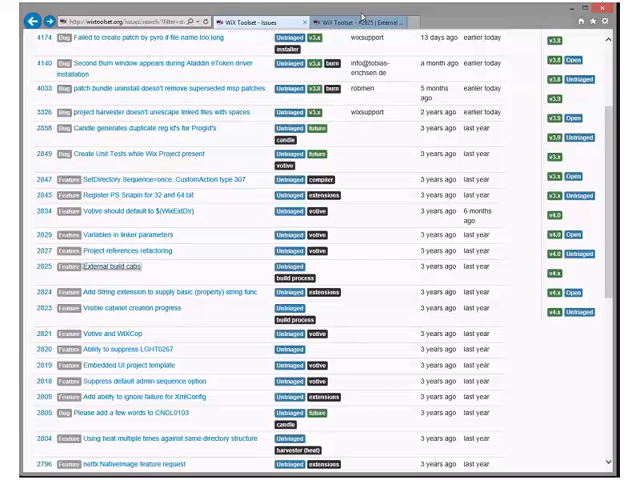 http://wixtoolset.org/issues/search/?filter=st
WiX Toolset - Issues
WiX Toolset - #2825 | External ...
4174 Bug Failed to create a patch by pyro if file name too long Untriaged v3.x installer wixsupport 13 days ago earlier today
4140 Bug Second Burn window appears during Aladdin eToken driver installation Untriaged v3.x burn info@tobias-erichsen.de a month ago earlier today
4033 Bug patch bundle uninstall doesn't remove superseded msp patches Untriaged v3.8 burn robmen 5 months ago earlier today
3326 Bug project harvester doesn't unescape linked files with spaces Untriaged v3.x wixsupport 2 years ago earlier today
2858 Bug Candle generates duplicate reg id's for ProgId's Untriaged future candle 3 years ago last year
2849 Bug Create Unit Tests while Wix Project present Untriaged future votive 3 years ago last year
2847 Feature SetDirectory Sequence=once. CustomAction type 307 Untriaged compiler 3 years ago last year
2845 Feature Register PS Snapin for 32 and 64 bit Untriaged extensions 3 years ago last year
2834 Feature Votive should default to $(WixExtDir) Untriaged votive 3 years ago 6 months ago
2829 Feature Variables in linker parameters Untriaged votive 3 years ago last year
2827 Feature Project references refactoring Untriaged votive 3 years ago last year
2825 Feature External build cabs Untriaged build process 3 years ago last year
2824 Feature Add String extension to supply basic (property) string func Untriaged extensions 3 years ago last year
2823 Feature Visible cabinet creation progress Untriaged build process 3 years ago last year
2821 Feature Votive and WiXCop Untriaged votive 3 years ago last year
2820 Feature Ability to suppress LGHT0267 Untriaged 3 years ago last year
2819 Feature Embedded UI project template Untriaged votive 3 years ago last year
2818 Feature Suppress default admin sequence option Untriaged votive 3 years ago last year
2809 Feature Add ability to ignore failure for XmlConfig Untriaged extensions 3 years ago last year
2805 Bug Please add a few words to CNDL0103 Untriaged future candle 3 years ago last year
2804 Feature Using heat multiple times against same directory structure Untriaged harvester (heat) 3 years ago last year
2796 Feature netfx NativeImage feature request Untriaged extensions 3 years ago last year
v3.8
v3.8 Open
v3.8 Untriaged
v3.9
v3.9 Open
v3.9 Untriaged
v3.x
v3.x Open
v3.x Untriaged
v4.0
v4.0 Open
v4.0 Untriaged
v4.x
v4.x Open
v4.x Untriaged